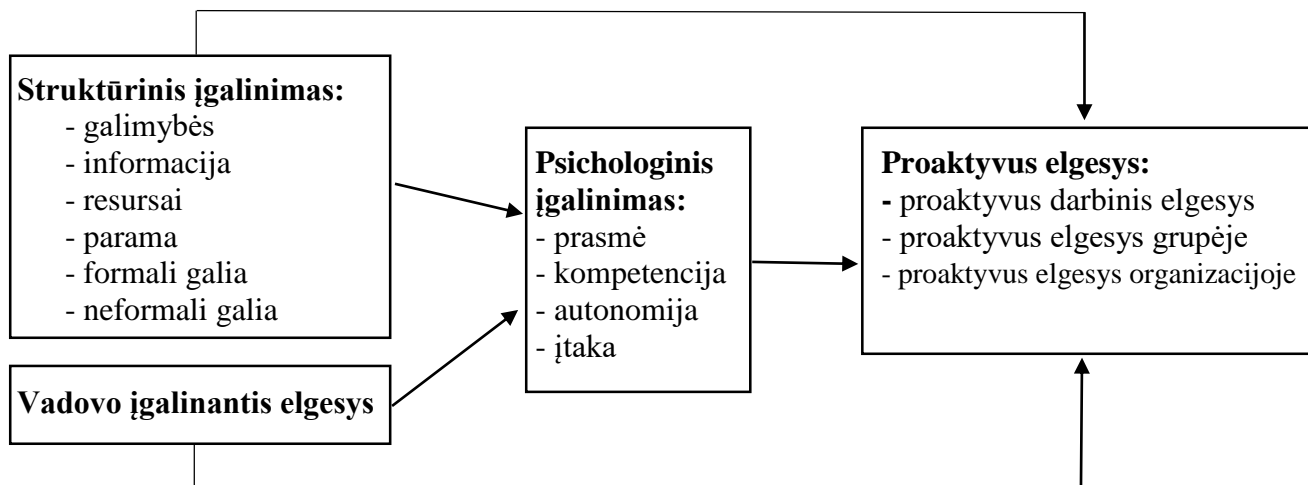 Struktūrinis įgalinimas:
- galimybės
- informacija
- resursai
- parama
- formali galia
- neformali galia
Vadovo įgalinantis elgesys
Psichologinis
įgalinimas:
- prasmė
- kompetencija
- autonomija
- įtaka
Proaktyvus elgesys:
- proaktyvus darbinis elgesys
- proaktyvus elgesys grupėje
- proaktyvus elgesys organizacijoje